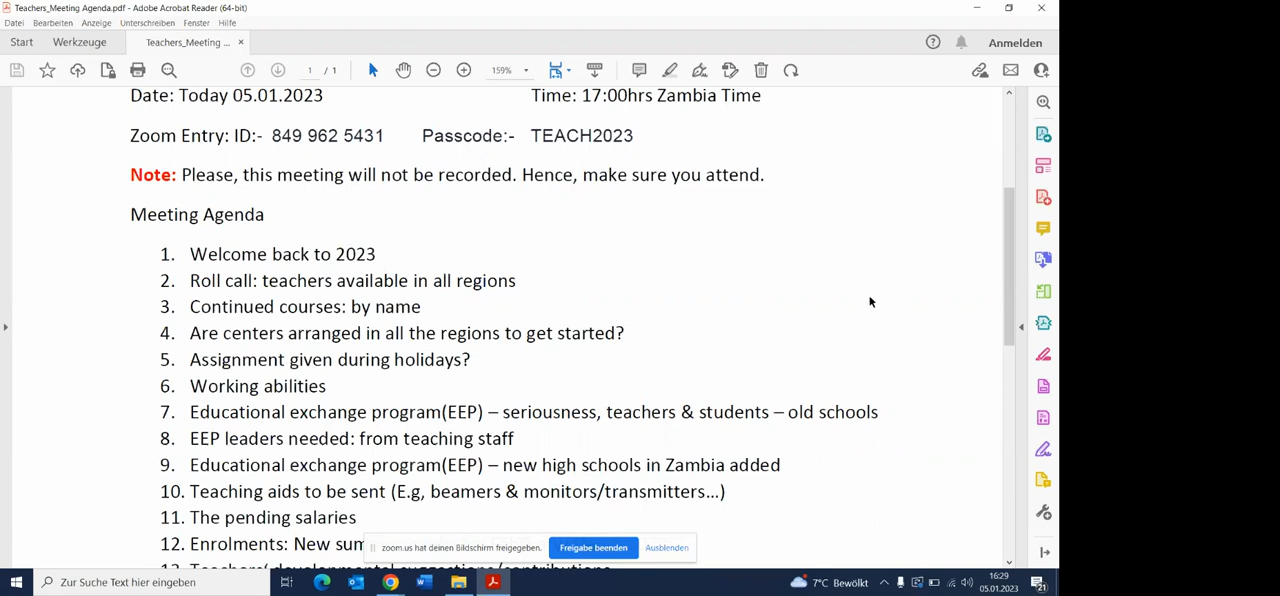 Teachers_Meeting Agenda.pdf - Adobe Acrobat Reader (64-bit)
Datei Bearbeiten Anzeige Unterschreiben Fenster Hilfe
Start Werkzeuge Teachers_Meeting ... Anmelden
1 / 1 159%
Date: Today 05.01.2023 Time: 17:00hrs Zambia Time
Zoom Entry: ID:- 849 962 5431 Passcode:- TEACH2023
Note: Please, this meeting will not be recorded. Hence, make sure you attend.
Meeting Agenda
1. Welcome back to 2023
2. Roll call: teachers available in all regions
3. Continued courses: by name
4. Are centers arranged in all the regions to get started?
5. Assignment given during holidays?
6. Working abilities
7. Educational exchange program(EEP) – seriousness, teachers & students – old schools
8. EEP leaders needed: from teaching staff
9. Educational exchange program(EEP) – new high schools in Zambia added
10. Teaching aids to be sent (E.g, beamers & monitors/transmitters...)
11. The pending salaries
12. Enrolments: New sum
zoom.us hat deinen Bildschirm freigegeben. Freigabe beenden Ausblenden
13. Teachers' developmental suggestions/contributions
Zur Suche Text hier eingeben
7°C Bewölkt
16:29
05.01.2023
21